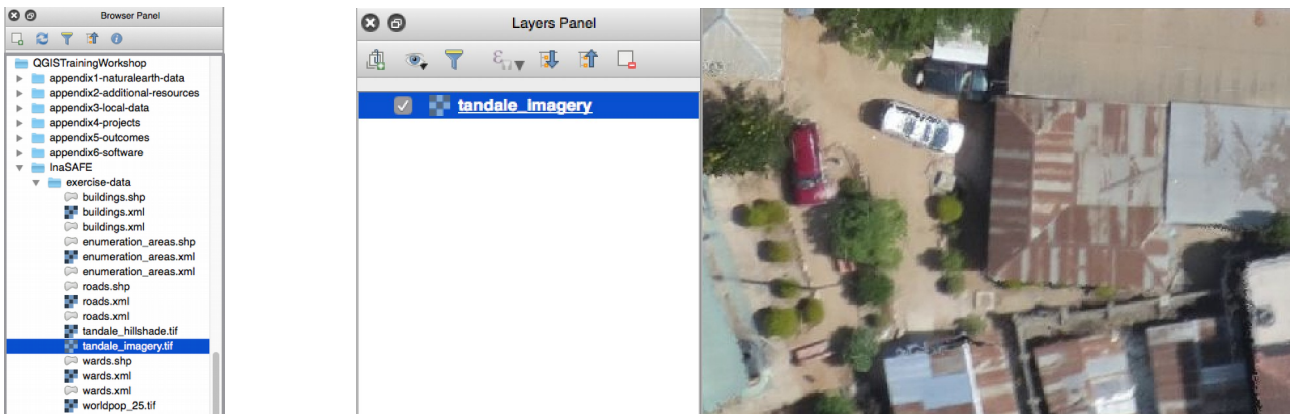 Browser Panel
QGISTrainingWorkshop
appendix1-naturalearth-data
appendix2-additional-resources
appendix3-local-data
appendix4-projects
appendix5-outcomes
appendix6-software
InaSAFE
exercise-data
buildings.shp
buildings.xml
buildings.xml
enumeration_areas.shp
enumeration_areas.xml
enumeration_areas.xml
roads.shp
roads.xml
roads.xml
tandale_hillshade.tif
tandale_imagery.tif
wards.shp
wards.xml
wards.xml
worldpop_25.tif
Layers Panel
tandale_imagery